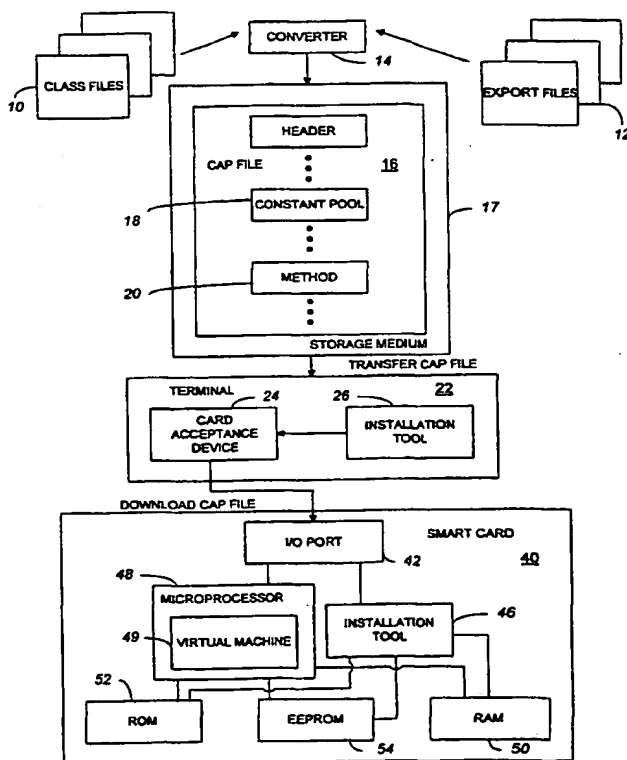 CONVERTER
14
CLASS FILES
10
EXPORT FILES
12
HEADER
CAP FILE
16
18
CONSTANT POOL
17
20
METHOD
STORAGE MEDIUM
TRANSFER CAP FILE
TERMINAL
24
26
22
CARD
ACCEPTANCE
DEVICE
INSTALLATION
TOOL
DOWNLOAD CAP FILE
I/O PORT
SMART CARD
42
40
48
MICROPROCESSOR
46
49
VIRTUAL MACHINE
INSTALLATION
TOOL
52
ROM
EEPROM
RAM
54
50